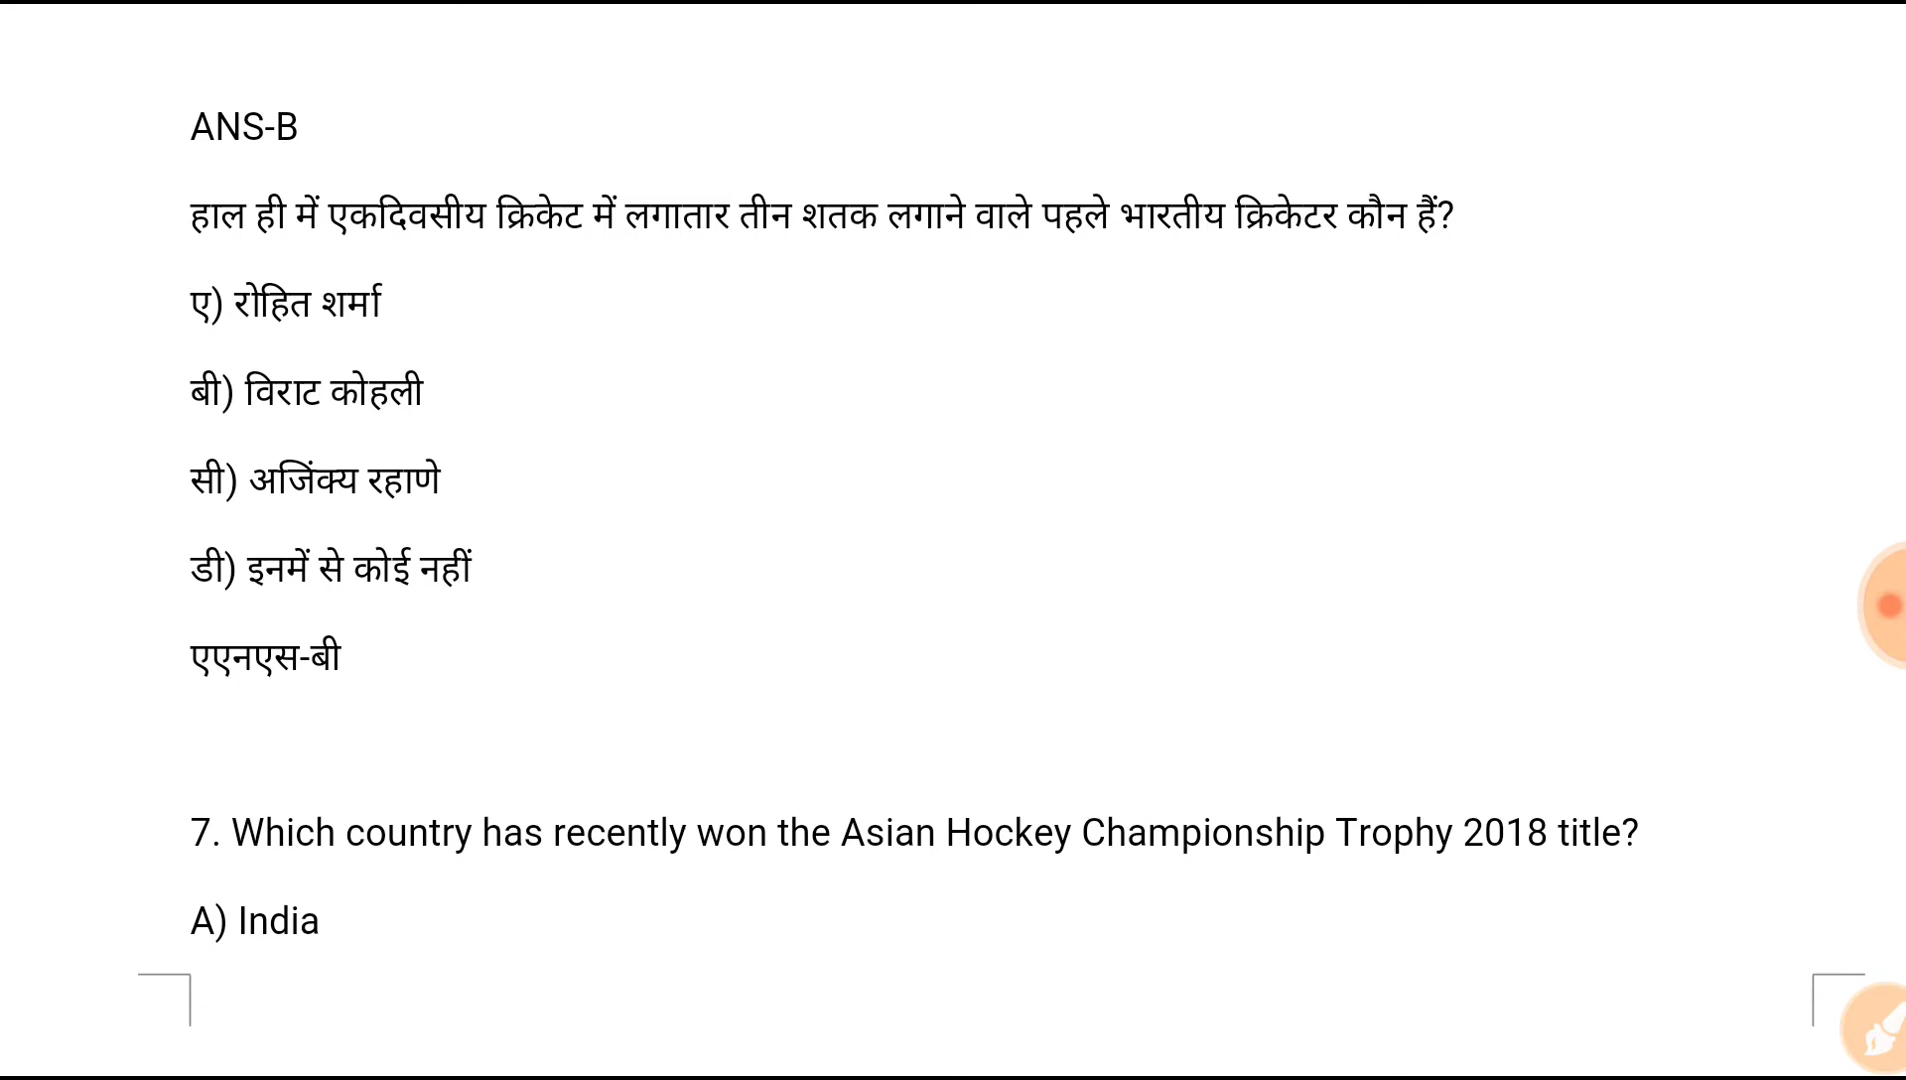 ANS-B
हाल ही में एकदिवसीय क्रिकेट में लगातार तीन शतक लगाने वाले पहले भारतीय क्रिकेटर कौन हैं?
ए) रोहित शर्मा
बी) विराट कोहली
सी) अजिंक्य रहाणे
डी) इनमें से कोई नहीं
एएनएस-बी
7. Which country has recently won the Asian Hockey Championship Trophy 2018 title?
A) India